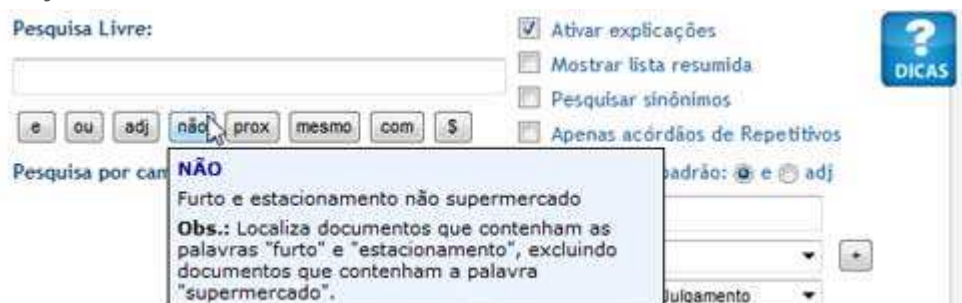 Pesquisa Livre:
Ativar explicações
Mostrar lista resumida
Pesquisar sinônimos
Apenas acórdãos de Repetitivos
?
DICAS
e ou adj não prox mesmo com $
Pesquisa por cam
padrão: e adj
NÃO
Furto e estacionamento não supermercado
Obs.: Localiza documentos que contenham as
palavras "furto" e "estacionamento", excluindo
documentos que contenham a palavra
"supermercado".
+
Julgamento